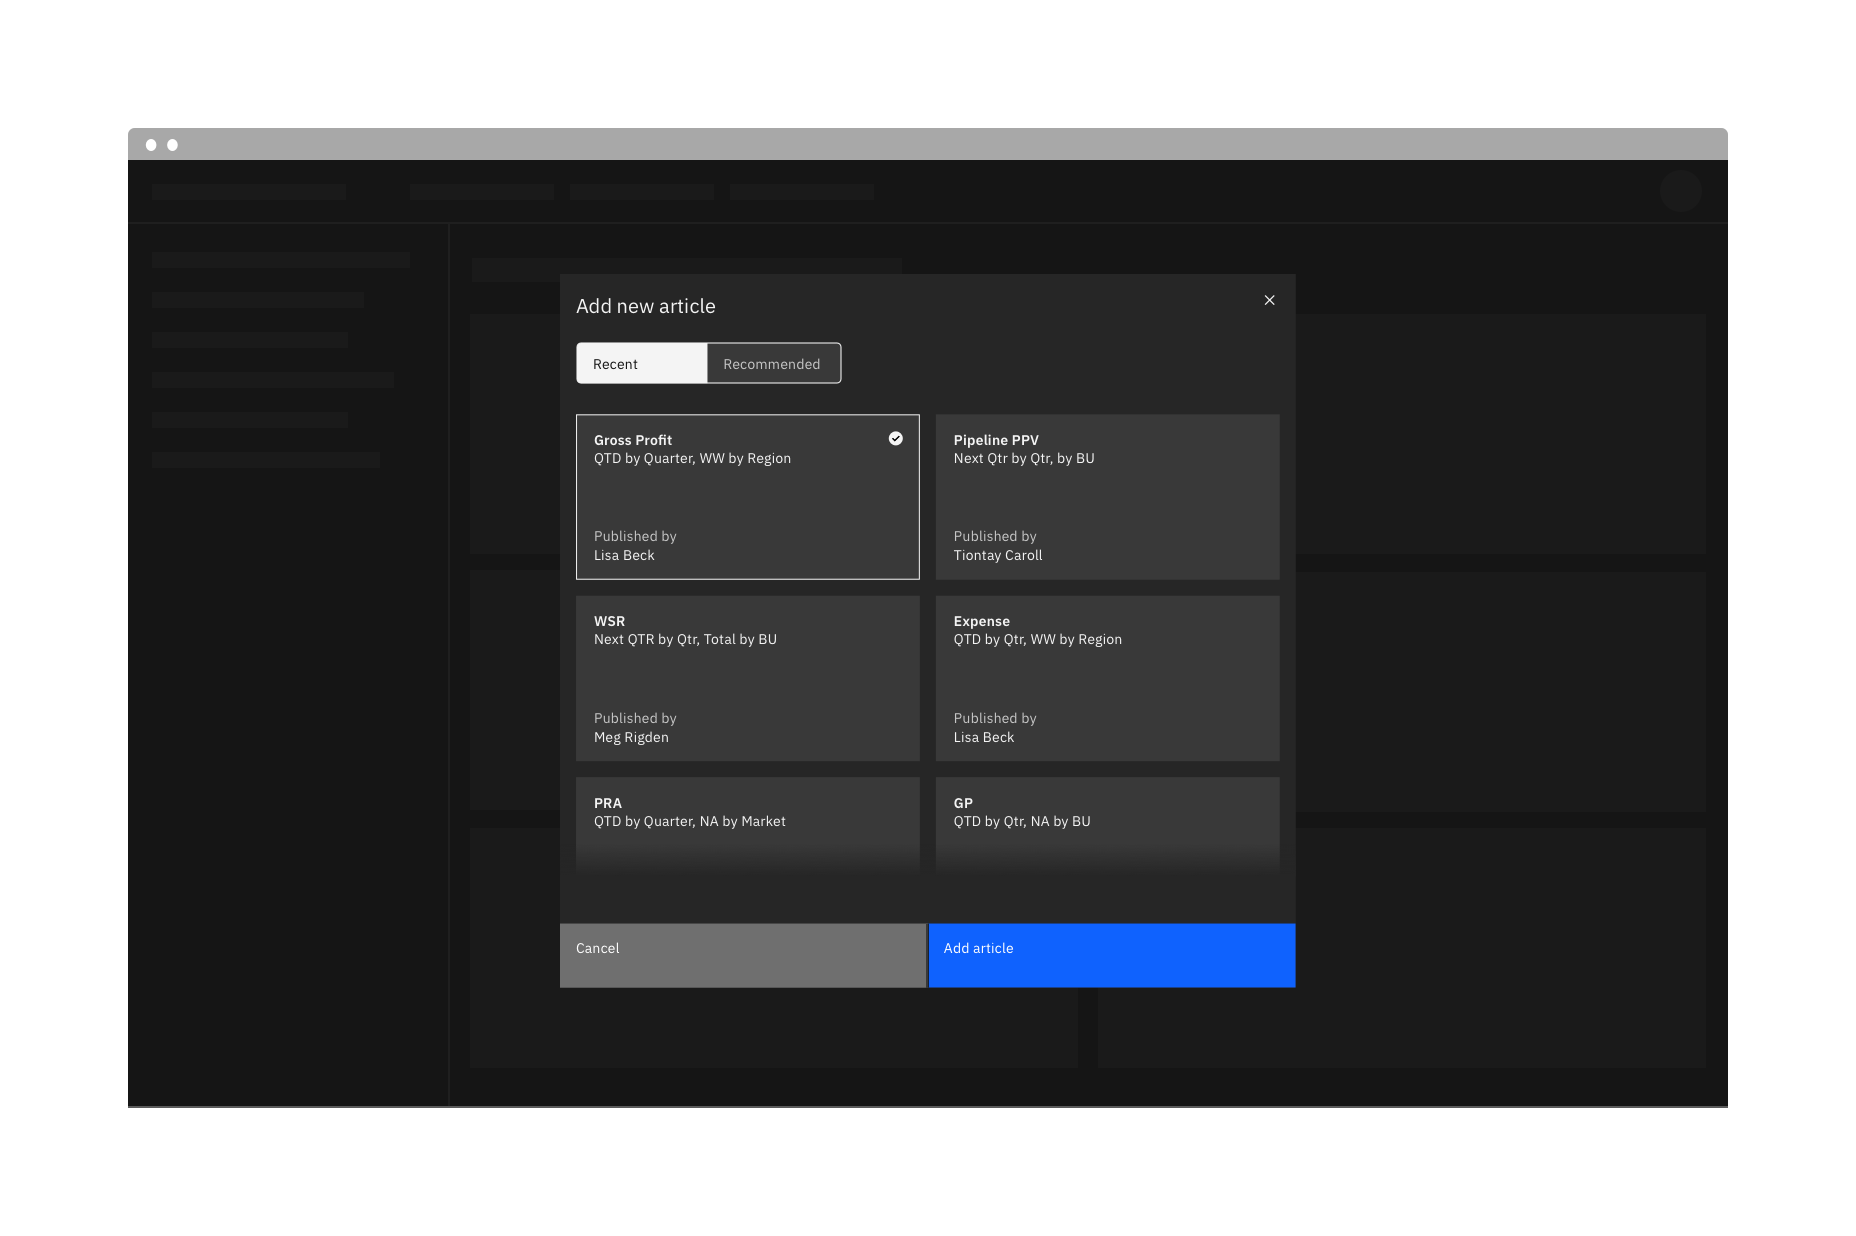 Add new article
Recent
Recommended
Gross Profit
QTD by Quarter, WW by Region
Published by
Lisa Beck
Pipeline PPV
Next Qtr by Qtr, by BU
Published by
Tiontay Caroll
WSR
Next QTR by Qtr, Total by BU
Published by
Meg Rigden
Expense
QTD by Qtr, WW by Region
Published by
Lisa Beck
PRA
QTD by Quarter, NA by Market
GP
QTD by Qtr, NA by BU
Cancel
Add article